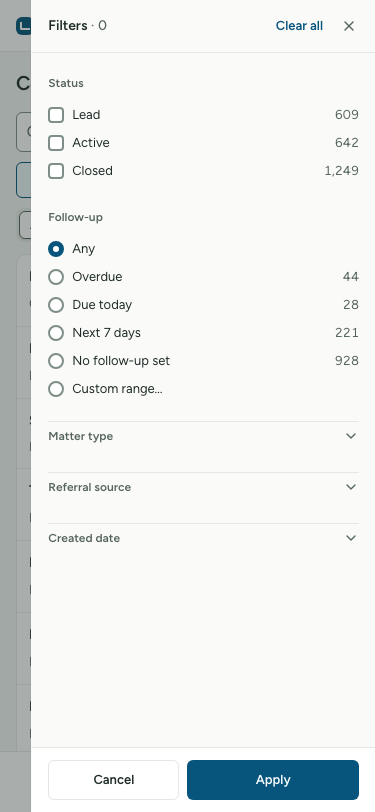 Filters · 0 Clear all
Status
Lead 609
Active 642
Closed 1,249
Follow-up
Any
Overdue 44
Due today 28
Next 7 days 221
No follow-up set 928
Custom range...
Matter type
Referral source
Created date
Cancel Apply